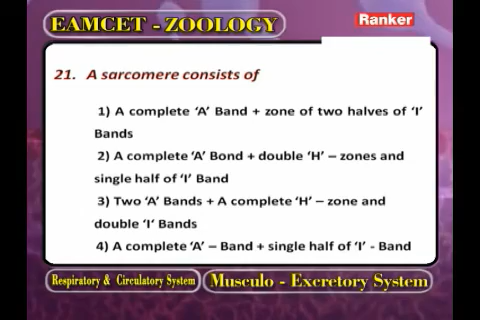 EAMCET - ZOOLOGY
Ranker
21. A sarcomere consists of
1) A complete ‘A’ Band + zone of two halves of ‘I’
Bands
2) A complete ‘A’ Bond + double ‘H’ – zones and
single half of ‘I’ Band
3) Two ‘A’ Bands + A complete ‘H’ – zone and
double ‘I’ Bands
4) A complete ‘A’ – Band + single half of ‘I’ - Band
Respiratory & Circulatory System
Musculo - Excretory System